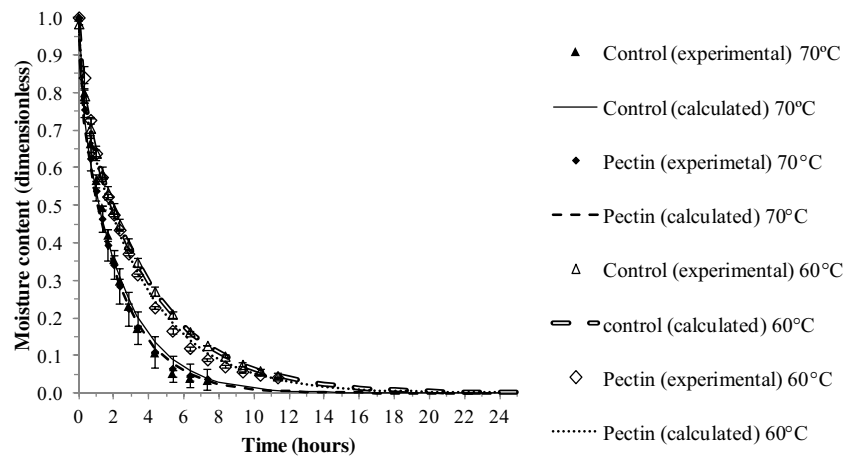 1.0
0.9
0.8
0.7
0.6
0.5
0.4
0.3
0.2
0.1
0.0
Moisture content (dimensionless)
0 2 4 6 8 10 12 14 16 18 20 22 24
Time (hours)
Control (experimental) 70ºC
Control (calculated) 70ºC
Pectin (experimetal) 70°C
Pectin (calculated) 70°C
Control (experimental) 60°C
control (calculated) 60°C
Pectin (experimental) 60°C
Pectin (calculated) 60°C